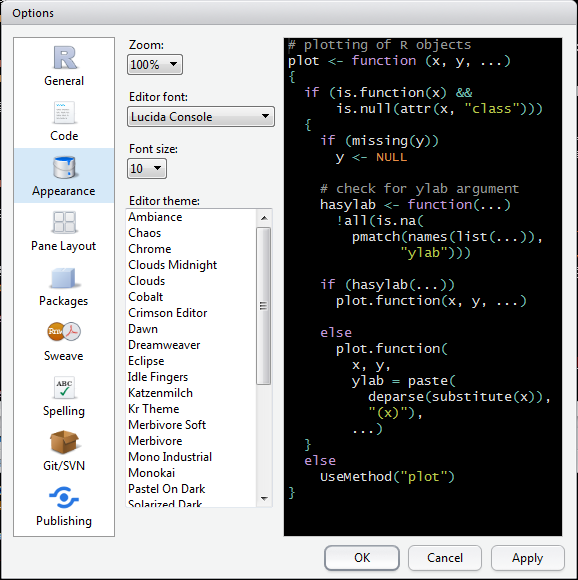 Options
General
Code
Appearance
Pane Layout
Packages
Sweave
Spelling
Git/SVN
Publishing
Zoom:
100%
Editor font:
Lucida Console
Font size:
10
Editor theme:
Ambiance
Chaos
Chrome
Clouds Midnight
Clouds
Cobalt
Crimson Editor
Dawn
Dreamweaver
Eclipse
Idle Fingers
Katzenmilch
Kr Theme
Merbivore Soft
Merbivore
Mono Industrial
Monokai
Pastel On Dark
Solarized Dark
# plotting of R objects
plot <- function (x, y, ...)
{
  if (is.function(x) &&
      is.null(attr(x, "class")))
  {
    if (missing(y))
      y <- NULL
    # check for ylab argument
    hasylab <- function(...)
      !all(is.na(
        pmatch(names(list(...)),
              "ylab")))
    if (hasylab(...))
      plot.function(x, y, ...)
    else
      plot.function(
        x, y,
        ylab = paste(
          deparse(substitute(x)),
          "(x)"),
        ...)
  }
  else
    UseMethod("plot")
}
R
Rnw
ABC
OK
Cancel
Apply